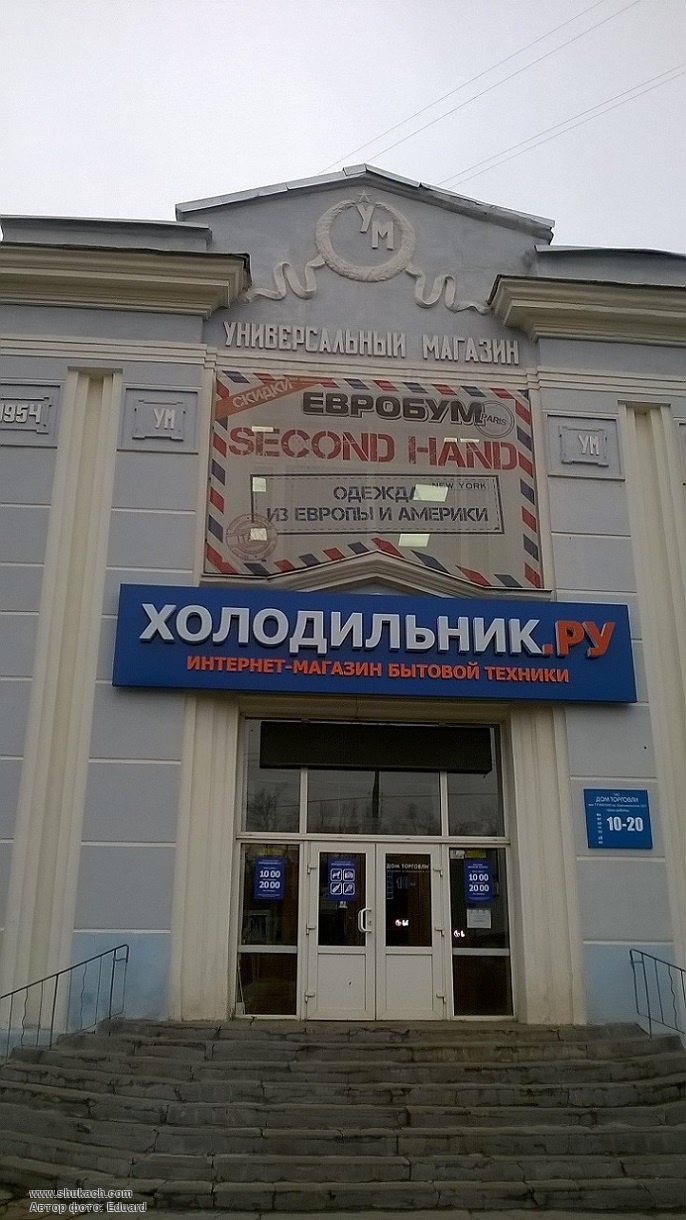 УМ
УНИВЕРСАЛЬНЫЙ МАГАЗИН
1954
УМ
УМ
СКИДКИ
ЕВРОБУМ
PARIS
SECOND HAND
NEW YORK
ОДЕЖДА
ИЗ ЕВРОПЫ И АМЕРИКИ
ХОЛОДИЛЬНИК.РУ
ИНТЕРНЕТ-МАГАЗИН БЫТОВОЙ ТЕХНИКИ
ДОМ ТОРГОВЛИ
10-20
ДОМ ТОРГОВЛИ
10 00
20 00
10 00
20 00
www.shukach.com
Автор фото: Eduard